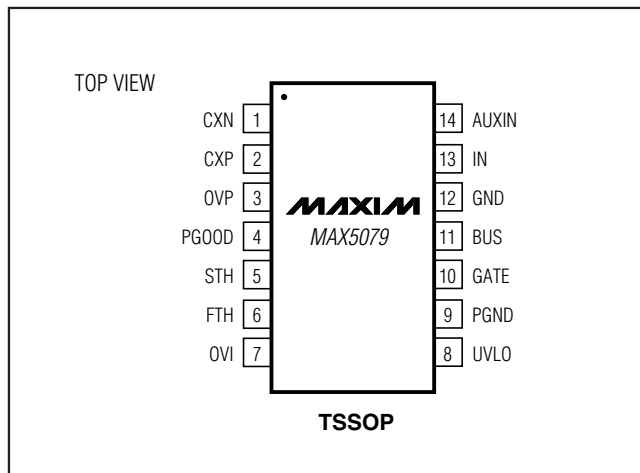 TOP VIEW
CXN 1
CXP 2
OVP 3
PGOOD 4
STH 5
FTH 6
OVI 7
MAXIM
MAX5079
14 AUXIN
13 IN
12 GND
11 BUS
10 GATE
9 PGND
8 UVLO
TSSOP